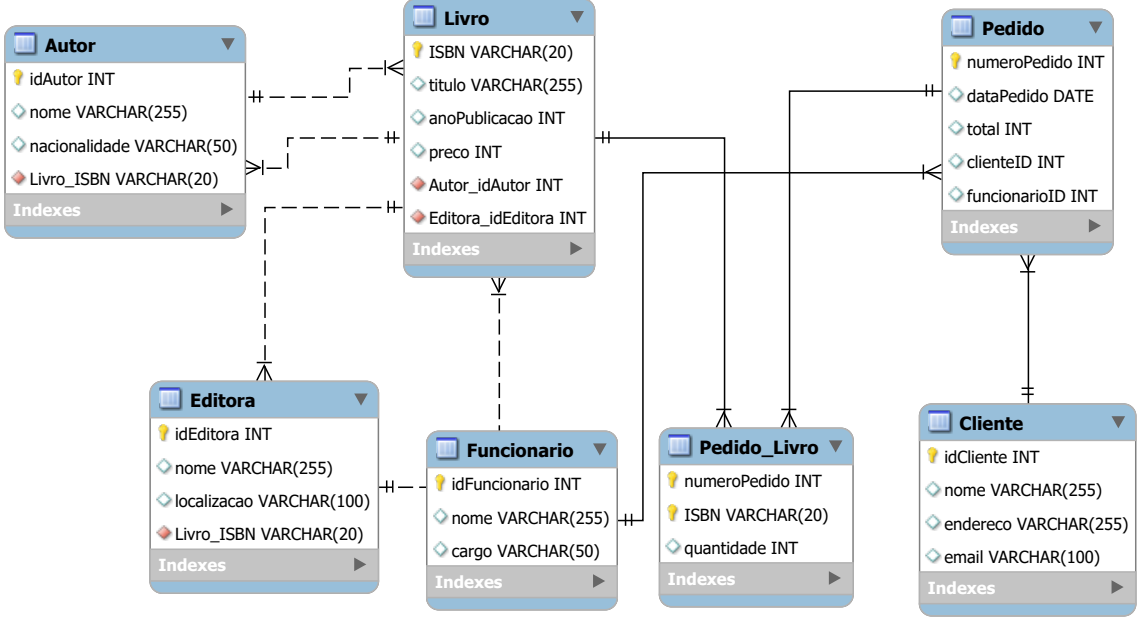 Autor
idAutor INT
nome VARCHAR(255)
nacionalidade VARCHAR(50)
Livro_ISBN VARCHAR(20)
Indexes
Livro
ISBN VARCHAR(20)
titulo VARCHAR(255)
anoPublicacao INT
preco INT
Autor_idAutor INT
Editora_idEditora INT
Indexes
Pedido
numeroPedido INT
dataPedido DATE
total INT
clienteID INT
funcionarioID INT
Indexes
Editora
idEditora INT
nome VARCHAR(255)
localizacao VARCHAR(100)
Livro_ISBN VARCHAR(20)
Indexes
Funcionario
idFuncionario INT
nome VARCHAR(255)
cargo VARCHAR(50)
Indexes
Pedido_Livro
numeroPedido INT
ISBN VARCHAR(20)
quantidade INT
Indexes
Cliente
idCliente INT
nome VARCHAR(255)
endereco VARCHAR(255)
email VARCHAR(100)
Indexes